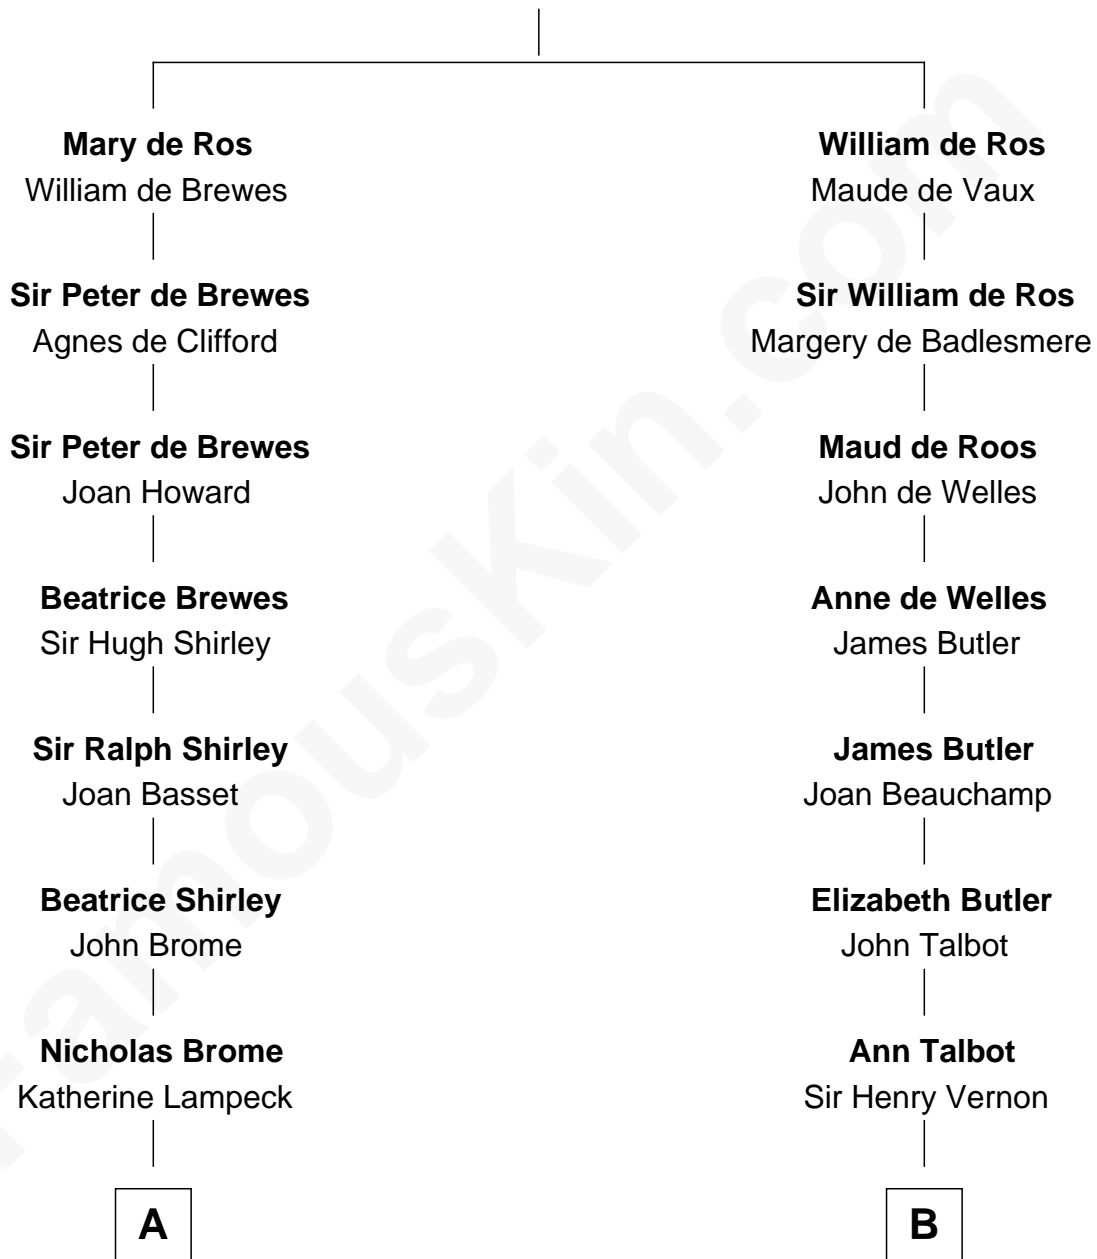 Mary de Ros
William de Brewes
Sir Peter de Brewes
Agnes de Clifford
Sir Peter de Brewes
Joan Howard
Beatrice Brewes
Sir Hugh Shirley
Sir Ralph Shirley
Joan Basset
Beatrice Shirley
John Brome
Nicholas Brome
Katherine Lampeck
A
William de Ros
Maude de Vaux
Sir William de Ros
Margery de Badlesmere
Maud de Roos
John de Welles
Anne de Welles
James Butler
James Butler
Joan Beauchamp
Elizabeth Butler
John Talbot
Ann Talbot
Sir Henry Vernon
B
FamousKin.com